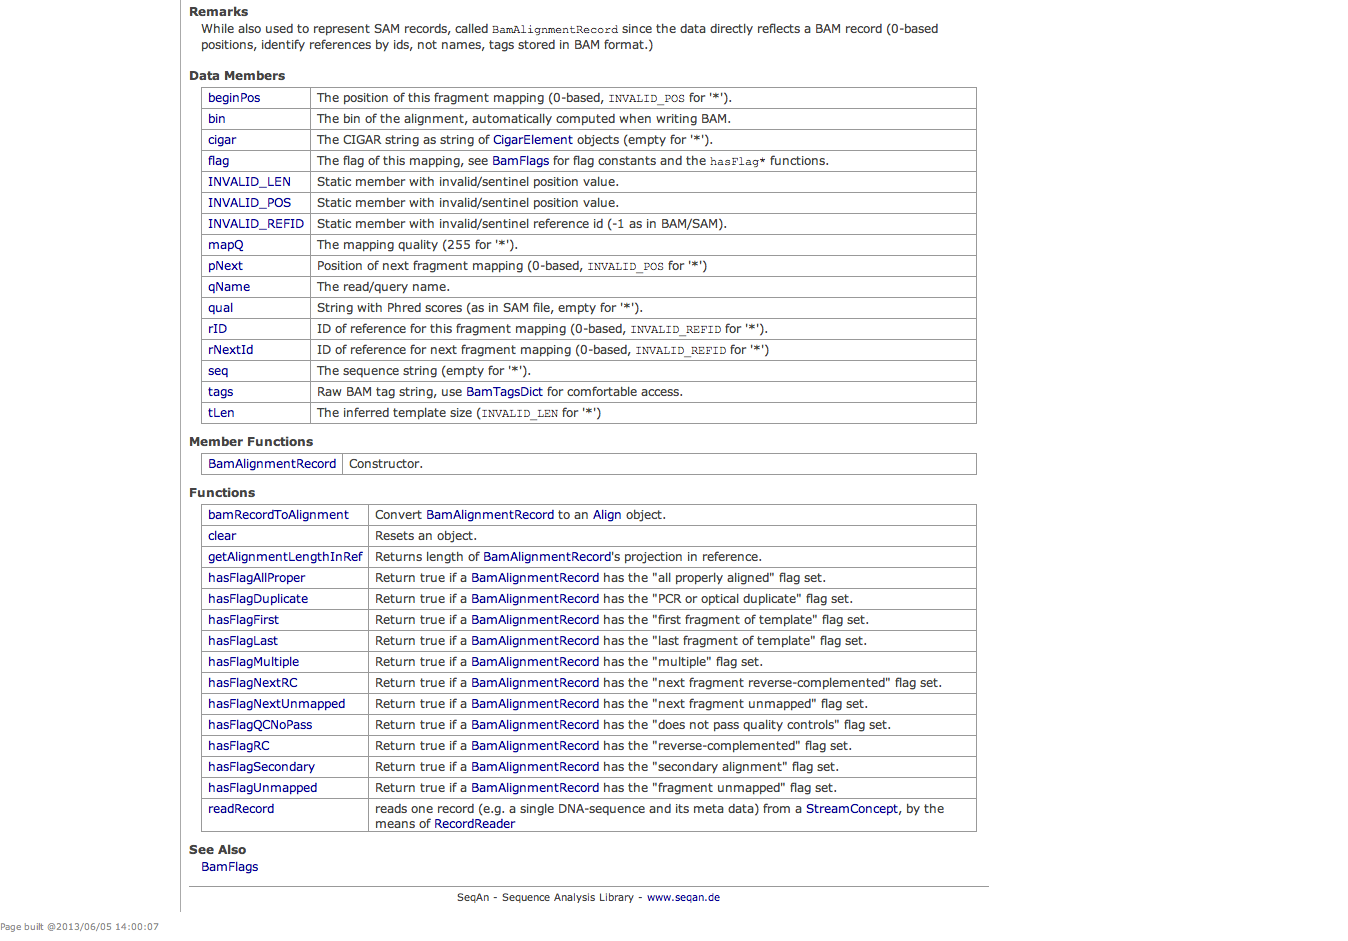 Remarks
While also used to represent SAM records, called BamAlignmentRecord since the data directly reflects a BAM record (0-based
positions, identify references by ids, not names, tags stored in BAM format.)
Data Members
beginPos The position of this fragment mapping (0-based, INVALID_POS for '*').
bin The bin of the alignment, automatically computed when writing BAM.
cigar The CIGAR string as string of CigarElement objects (empty for '*').
flag The flag of this mapping, see BamFlags for flag constants and the hasFlag* functions.
INVALID_LEN Static member with invalid/sentinel position value.
INVALID_POS Static member with invalid/sentinel position value.
INVALID_REFID Static member with invalid/sentinel reference id (-1 as in BAM/SAM).
mapQ The mapping quality (255 for '*').
pNext Position of next fragment mapping (0-based, INVALID_POS for '*')
qName The read/query name.
qual String with Phred scores (as in SAM file, empty for '*').
rID ID of reference for this fragment mapping (0-based, INVALID_REFID for '*').
rNextId ID of reference for next fragment mapping (0-based, INVALID_REFID for '*')
seq The sequence string (empty for '*').
tags Raw BAM tag string, use BamTagsDict for comfortable access.
tLen The inferred template size (INVALID_LEN for '*')
Member Functions
BamAlignmentRecord Constructor.
Functions
bamRecordToAlignment Convert BamAlignmentRecord to an Align object.
clear Resets an object.
getAlignmentLengthInRef Returns length of BamAlignmentRecord's projection in reference.
hasFlagAllProper Return true if a BamAlignmentRecord has the "all properly aligned" flag set.
hasFlagDuplicate Return true if a BamAlignmentRecord has the "PCR or optical duplicate" flag set.
hasFlagFirst Return true if a BamAlignmentRecord has the "first fragment of template" flag set.
hasFlagLast Return true if a BamAlignmentRecord has the "last fragment of template" flag set.
hasFlagMultiple Return true if a BamAlignmentRecord has the "multiple" flag set.
hasFlagNextRC Return true if a BamAlignmentRecord has the "next fragment reverse-complemented" flag set.
hasFlagNextUnmapped Return true if a BamAlignmentRecord has the "next fragment unmapped" flag set.
hasFlagQCNoPass Return true if a BamAlignmentRecord has the "does not pass quality controls" flag set.
hasFlagRC Return true if a BamAlignmentRecord has the "reverse-complemented" flag set.
hasFlagSecondary Return true if a BamAlignmentRecord has the "secondary alignment" flag set.
hasFlagUnmapped Return true if a BamAlignmentRecord has the "fragment unmapped" flag set.
readRecord reads one record (e.g. a single DNA-sequence and its meta data) from a StreamConcept, by the
means of RecordReader
See Also
BamFlags
SeqAn - Sequence Analysis Library - www.seqan.de
Page built @2013/06/05 14:00:07